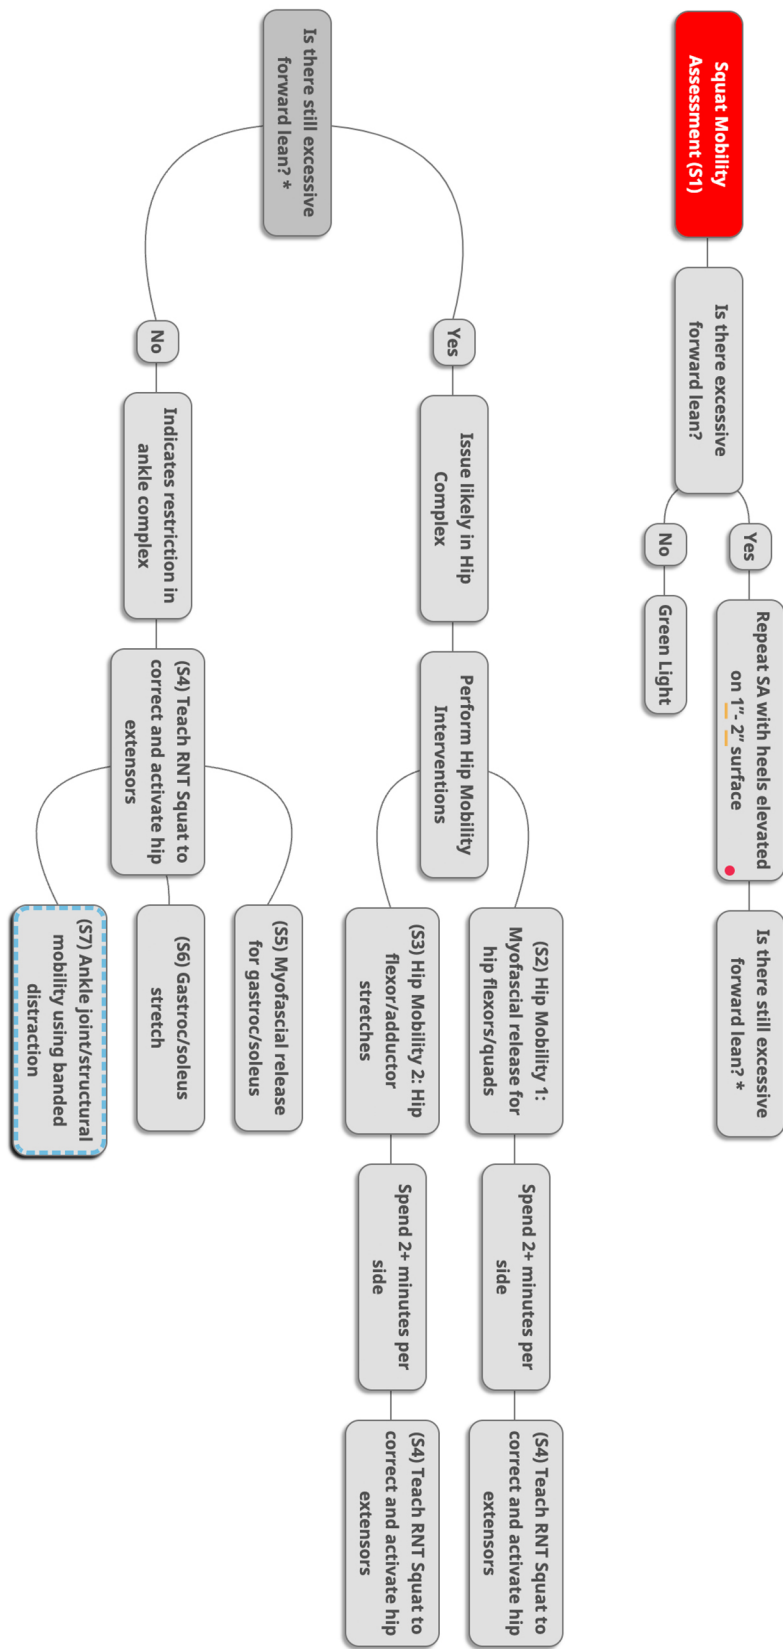 Squat Mobility
Assessment (S1)
Is there excessive
forward lean?
Yes
Repeat SA with heels elevated
on 1”- 2” surface
Is there still excessive
forward lean? *
No
Green Light
Is there still excessive
forward lean? *
Yes
Issue likely in Hip
Complex
Perform Hip Mobility
Interventions
(S2) Hip Mobility 1:
Myofascial release for
hip flexors/quads
Spend 2+ minutes per
side
(S4) Teach RNT Squat to
correct and activate hip
extensors
(S3) Hip Mobility 2: Hip
flexor/adductor
stretches
Spend 2+ minutes per
side
(S4) Teach RNT Squat to
correct and activate hip
extensors
No
Indicates restriction in
ankle complex
(S4) Teach RNT Squat to
correct and activate hip
extensors
(S5) Myofascial release
for gastroc/soleus
(S6) Gastroc/soleus
stretch
(S7) Ankle joint/structural
mobility using banded
distraction